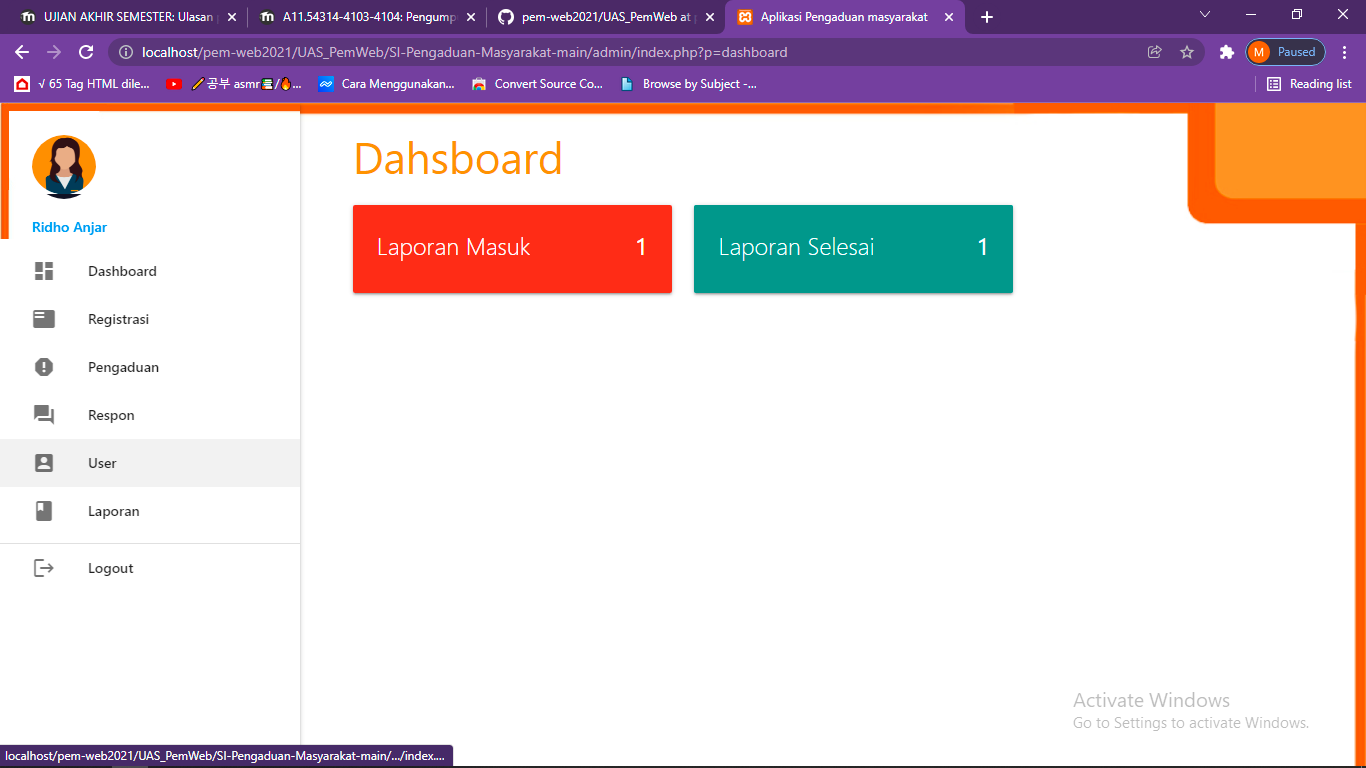 UJIAN AKHIR SEMESTER: Ulasan
A11.54314-4103-4104: Pengump
pem-web2021/UAS_PemWeb at
Aplikasi Pengaduan masyarakat
localhost/pem-web2021/UAS_PemWeb/SI-Pengaduan-Masyarakat-main/admin/index.php?p=dashboard
M Paused
√ 65 Tag HTML dile...
공부 asmr
Cara Menggunakan...
Convert Source Co...
Browse by Subject -...
Reading list
Ridho Anjar
Dashboard
Registrasi
Pengaduan
Respon
User
Laporan
Logout
Dahsboard
Laporan Masuk 1
Laporan Selesai 1
Activate Windows
Go to Settings to activate Windows.
localhost/pem-web2021/UAS_PemWeb/SI-Pengaduan-Masyarakat-main/.../index....